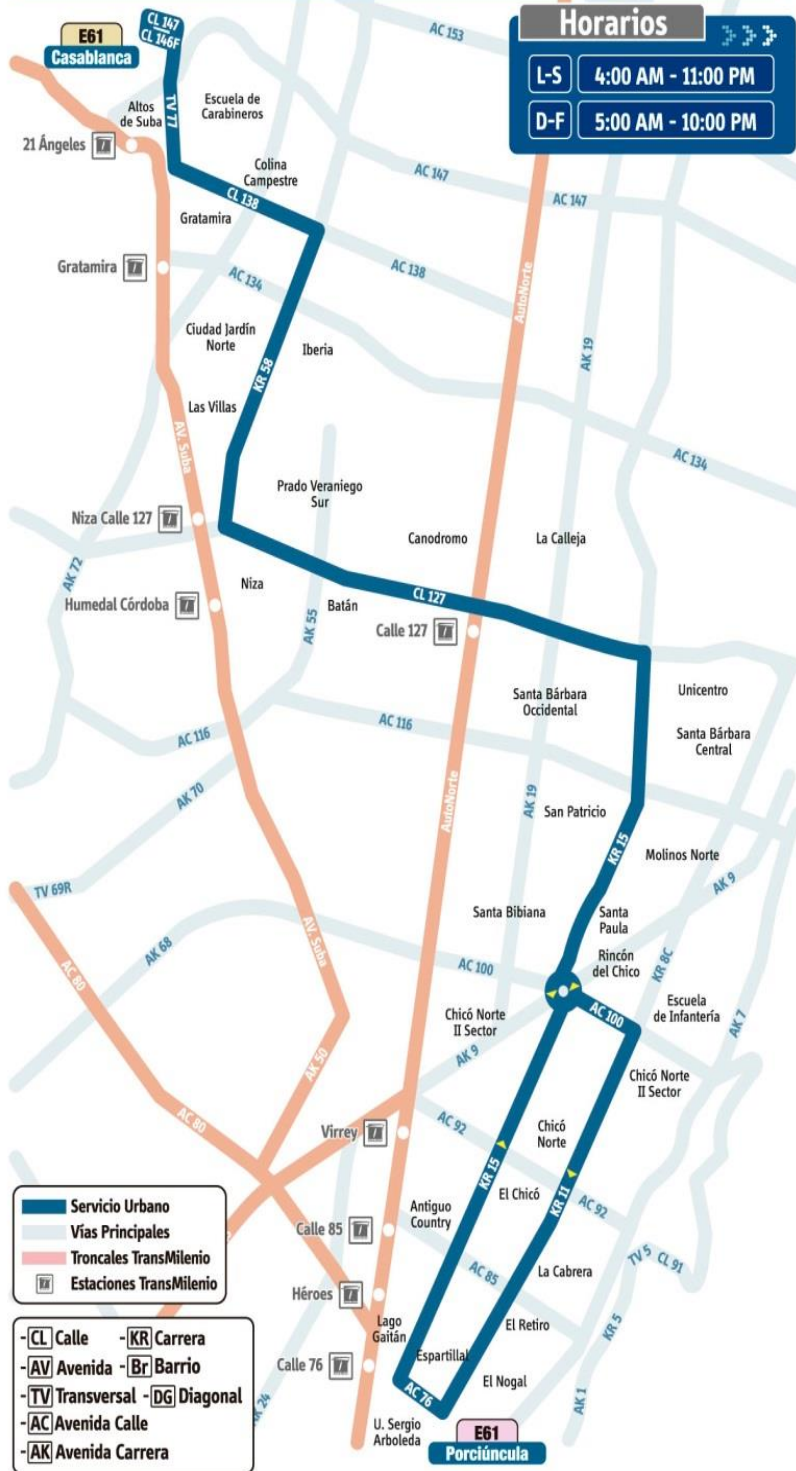 E61
Casablanca
CL 147
CL 146F
AC 153
Horarios
L-S 4:00 AM - 11:00 PM
D-F 5:00 AM - 10:00 PM
TV 77
Altos
de Suba
Escuela de
Carabineros
21 Ángeles
Colina
Campestre
AC 147
AC 147
CL 138
Gratamira
Gratamira
AC 134
AC 138
AutoNorte
Ciudad Jardín
Norte
Iberia
KR 58
AK 19
Las Villas
AV. Suba
AC 134
Prado Veraniego
Sur
Niza Calle 127
Canodromo
La Calleja
AK 72
Niza
Humedal Córdoba
Batán
CL 127
AK 55
Calle 127
Santa Bárbara
Occidental
Unicentro
Santa Bárbara
Central
AC 116
AC 116
AK 70
AutoNorte
AK 19
San Patricio
KR 15
Molinos Norte
TV 69R
AK 9
Santa Bibiana
Santa
Paula
AK 68
AV. Suba
AC 80
AC 100
Rincón
del Chico
KR 8C
AC 100
Escuela
de Infantería
AK 7
Chicó Norte
II Sector
AK 9
AK 50
Chicó Norte
II Sector
AC 80
Virrey
AC 92
Chicó
Norte
KR 15
KR 11
Servicio Urbano
Vías Principales
Troncales TransMilenio
Estaciones TransMilenio
Calle 85
Antiguo
Country
El Chicó
AC 92
TV 5
CL 91
AC 85
La Cabrera
Héroes
Lago
Gaitán
El Retiro
KR 5
Calle 76
Espartillal
El Nogal
AK 1
AC 76
-CL Calle -KR Carrera
-AV Avenida -Br Barrio
-TV Transversal -DG Diagonal
-AC Avenida Calle
-AK Avenida Carrera
U. Sergio
Arboleda
E61
Porciúncula